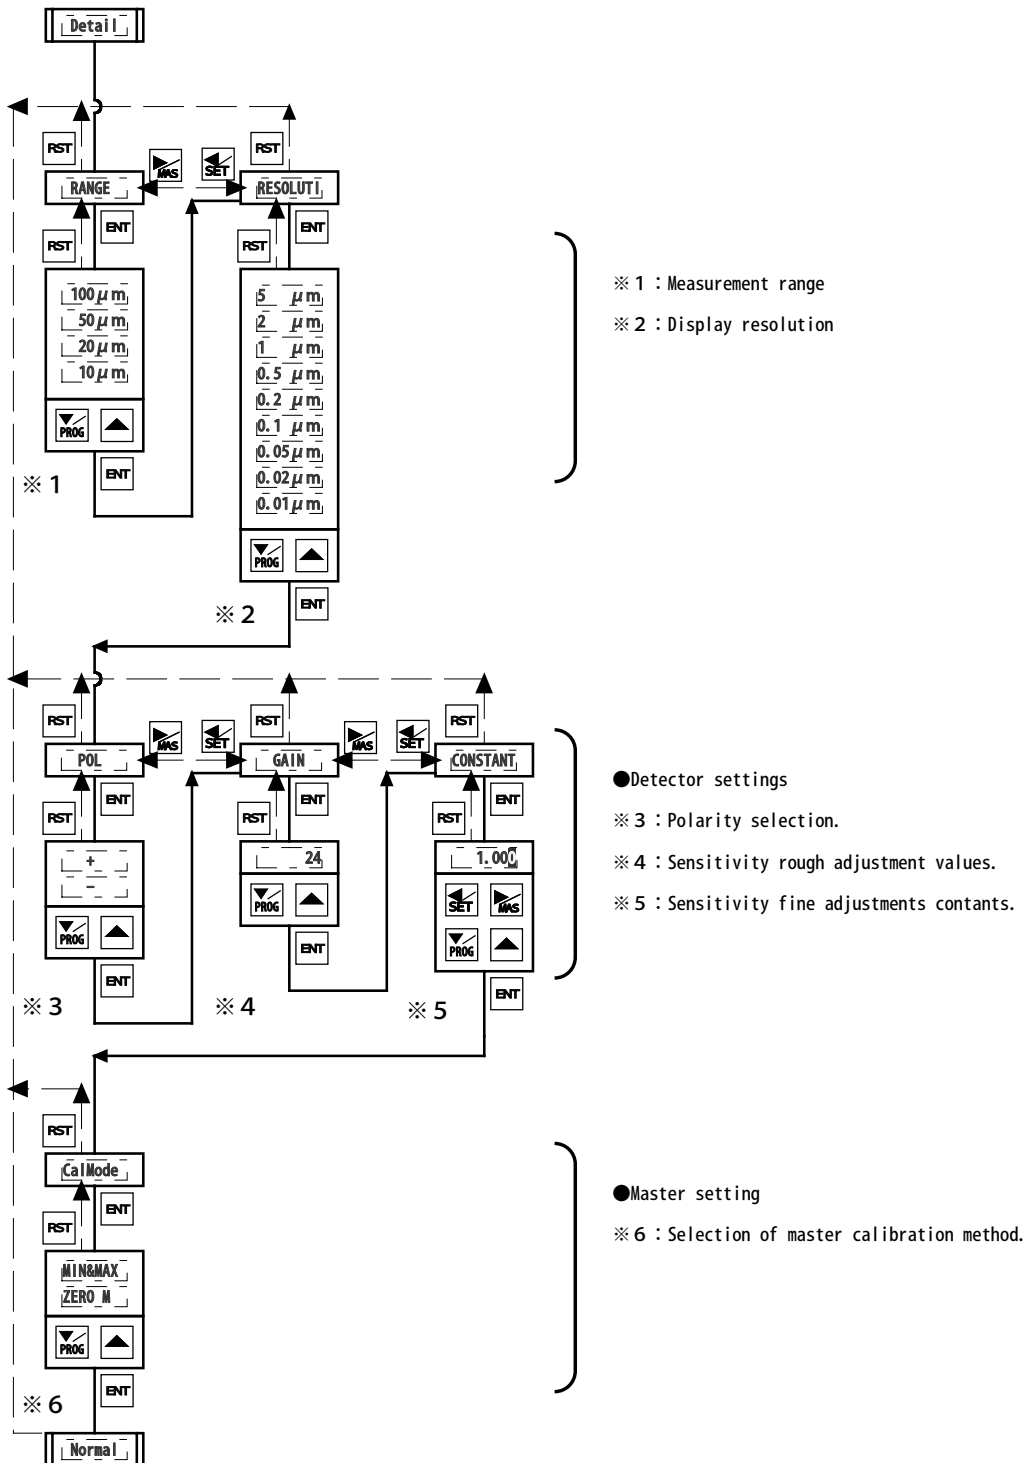 Detail
RST
MAS
SET
RST
RANGE
RESOLUTI
ENT
ENT
RST
RST
100μm
50μm
20μm
10μm
PROG
ENT
※1
5 μm
2 μm
1 μm
0.5 μm
0.2 μm
0.1 μm
0.05μm
0.02μm
0.01μm
PROG
ENT
※2
※1：Measurement range
※2：Display resolution
RST
MAS
SET
RST
MAS
SET
RST
POL
GAIN
CONSTANT
ENT
ENT
ENT
RST
RST
RST
+
−
PROG
ENT
※3
24
PROG
ENT
※4
1.000
SET
MAS
PROG
ENT
※5
●Detector settings
※3：Polarity selection.
※4：Sensitivity rough adjustment values.
※5：Sensitivity fine adjustments contants.
RST
CalMode
ENT
RST
MIN&MAX
ZERO M
PROG
ENT
※6
Normal
●Master setting
※6：Selection of master calibration method.